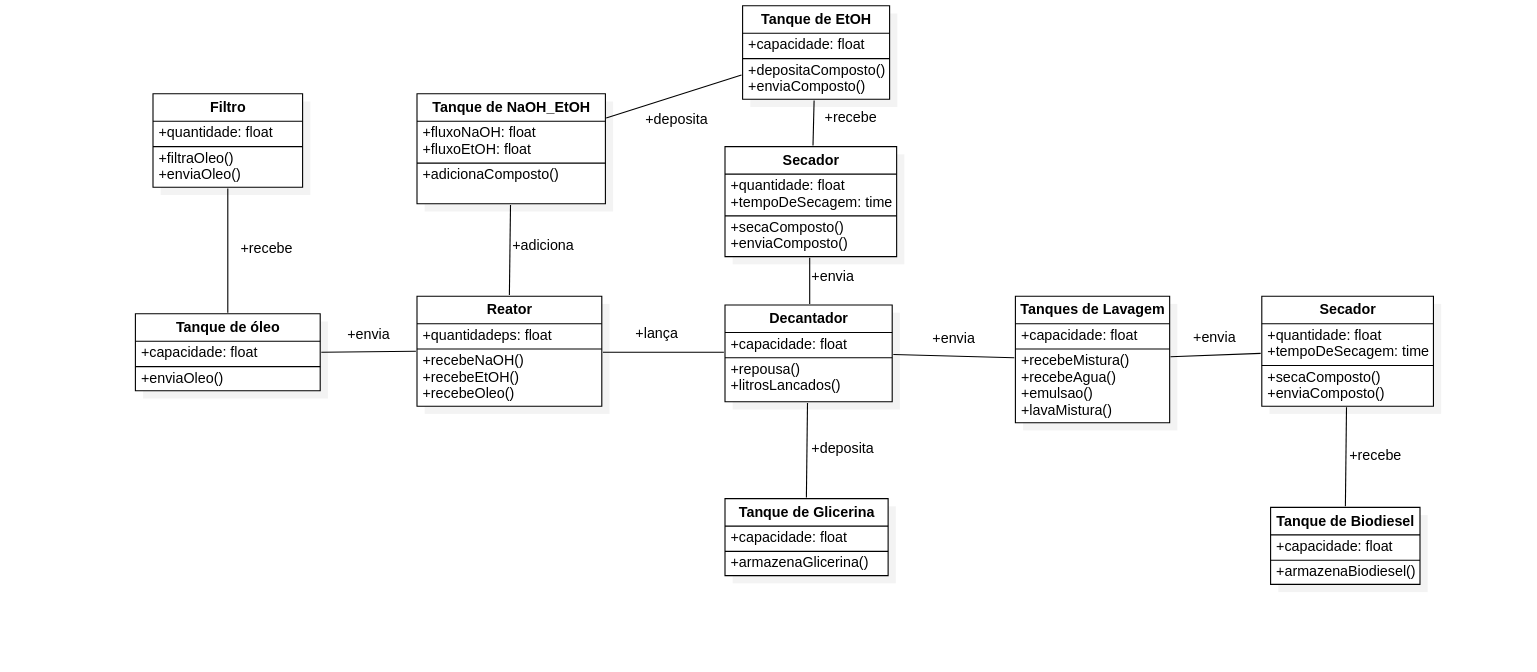 Tanque de EtOH
+capacidade: float
+depositaComposto()
+enviaComposto()
Filtro
+quantidade: float
+filtraOleo()
+enviaOleo()
Tanque de NaOH_EtOH
+fluxoNaOH: float
+fluxoEtOH: float
+adicionaComposto()
+deposita
+recebe
Secador
+quantidade: float
+tempoDeSecagem: time
+secaComposto()
+enviaComposto()
+recebe
+adiciona
+envia
Tanque de óleo
+capacidade: float
+enviaOleo()
+envia
Reator
+quantidadeps: float
+recebeNaOH()
+recebeEtOH()
+recebeOleo()
+lança
Decantador
+capacidade: float
+repousa()
+litrosLancados()
+envia
Tanques de Lavagem
+capacidade: float
+recebeMistura()
+recebeAgua()
+emulsao()
+lavaMistura()
+envia
Secador
+quantidade: float
+tempoDeSecagem: time
+secaComposto()
+enviaComposto()
+deposita
+recebe
Tanque de Glicerina
+capacidade: float
+armazenaGlicerina()
Tanque de Biodiesel
+capacidade: float
+armazenaBiodiesel()